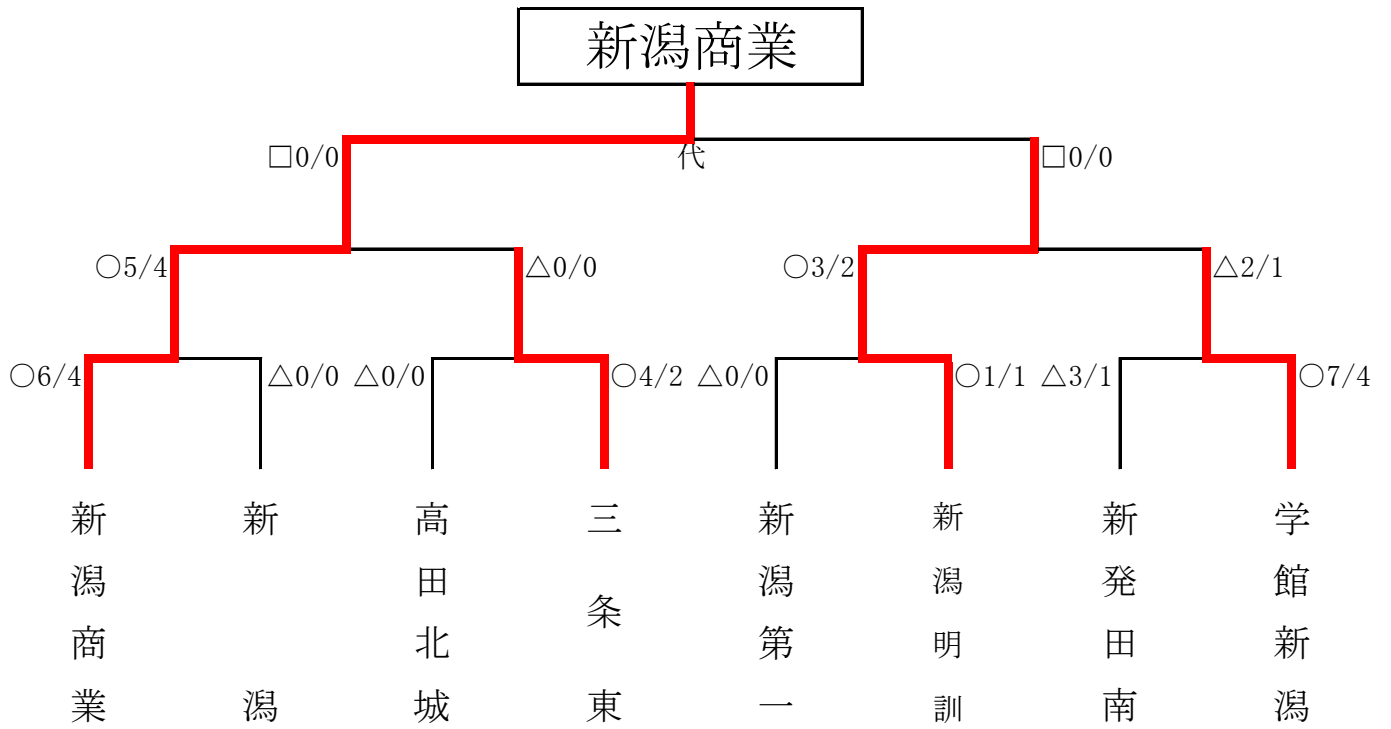 新潟商業
□0/0
代
□0/0
○5/4
△0/0
○3/2
△2/1
○6/4
△0/0
△0/0
○4/2
△0/0
○1/1
△3/1
○7/4
新潟商業
新潟
高田北城
三条東
新潟第一
新潟明訓
新発田南
学館新潟